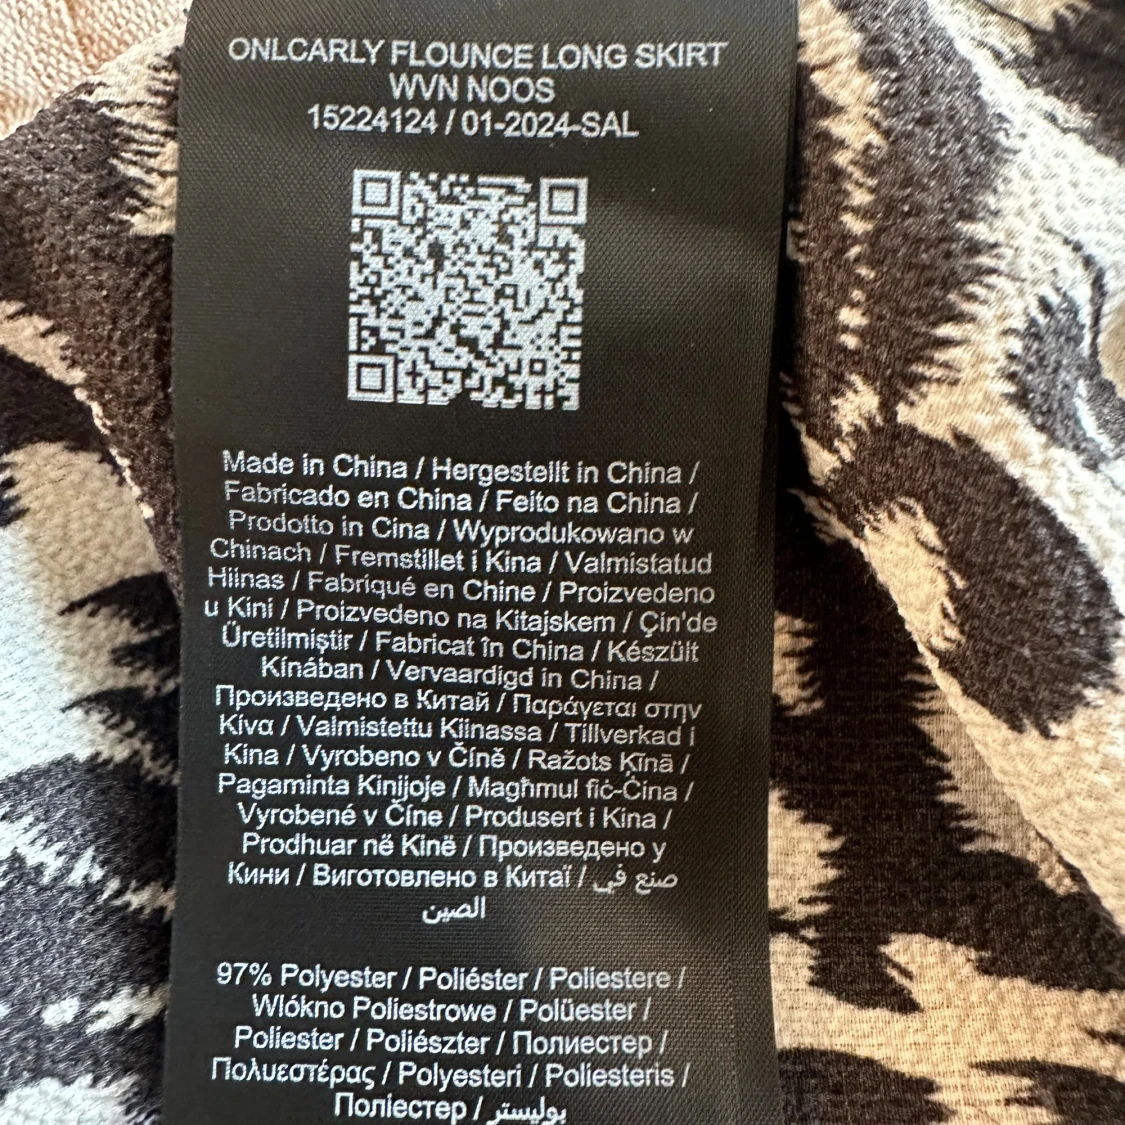 ONLCARLY FLOUNCE LONG SKIRT
WVN NOOS
15224124 / 01-2024-SAL
Made in China / Hergestellt in China /
Fabricado en China / Feito na China /
Prodotto in Cina / Wyprodukowano w
Chinach / Fremstillet i Kina / Valmistatud
Hiinas / Fabriqué en Chine / Proizvedeno
u Kini / Proizvedeno na Kitajskem / Çin'de
Üretilmiştir / Fabricat în China / Készült
Kínában / Vervaardigd in China /
Произведено в Китай / Παράγεται στην
Κίνα / Valmistettu Kiinassa / Tillverkad i
Kina / Vyrobeno v Číně / Ražots Ķīnā /
Pagaminta Kinijoje / Magħmul fiċ-Ċina /
Vyrobené v Číne / Produsert i Kina /
Prodhuar në Kinë / Произведено у
Кини / Виготовлено в Китаї / صنع في
الصين
97% Polyester / Poliéster / Poliestere /
Wlókno Poliestrowe / Polüester /
Poliester / Poliészter / Полиестер /
Πολυεστέρας / Polyesteri / Poliesteris /
Поліестер / بوليستر